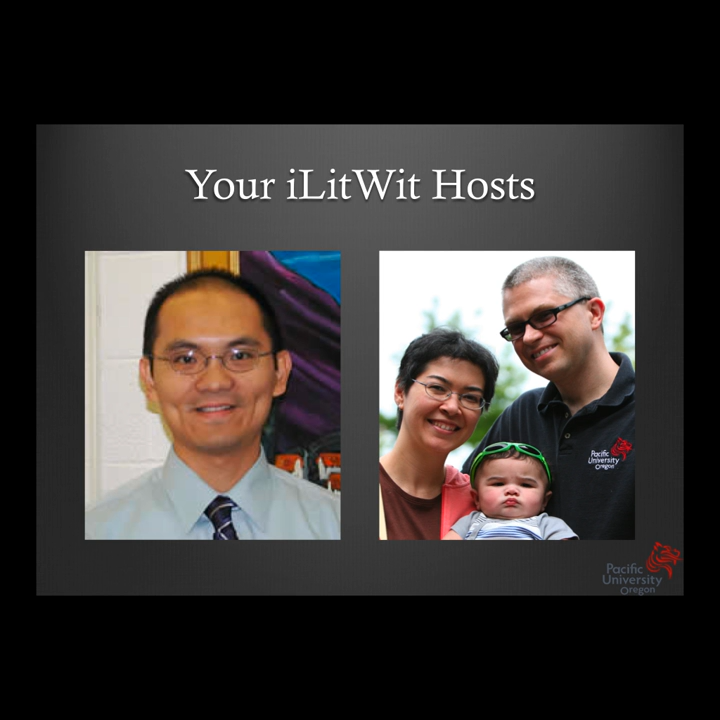 Your iLitWit Hosts
Pacific
University
Oregon
Pacific
University
Oregon